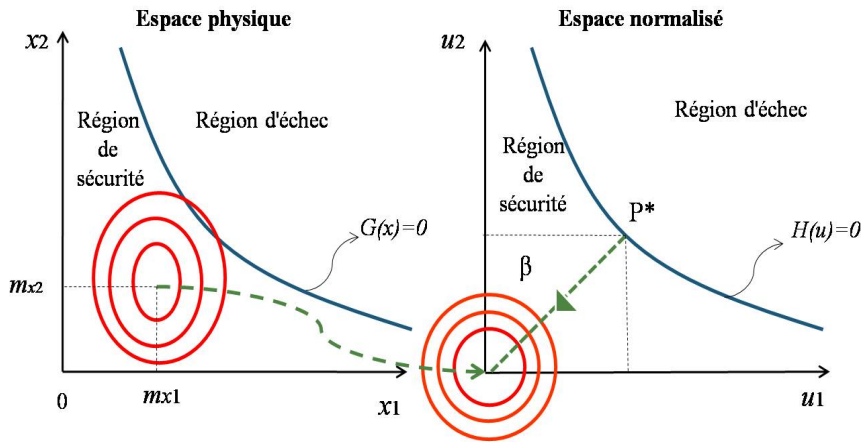 Espace physique
x2
Région
de
sécurité
Région d'échec
G(x)=0
mx2
0
mx1
x1
Espace normalisé
u2
Région
de
sécurité
Région d'échec
P*
H(u)=0
β
u1